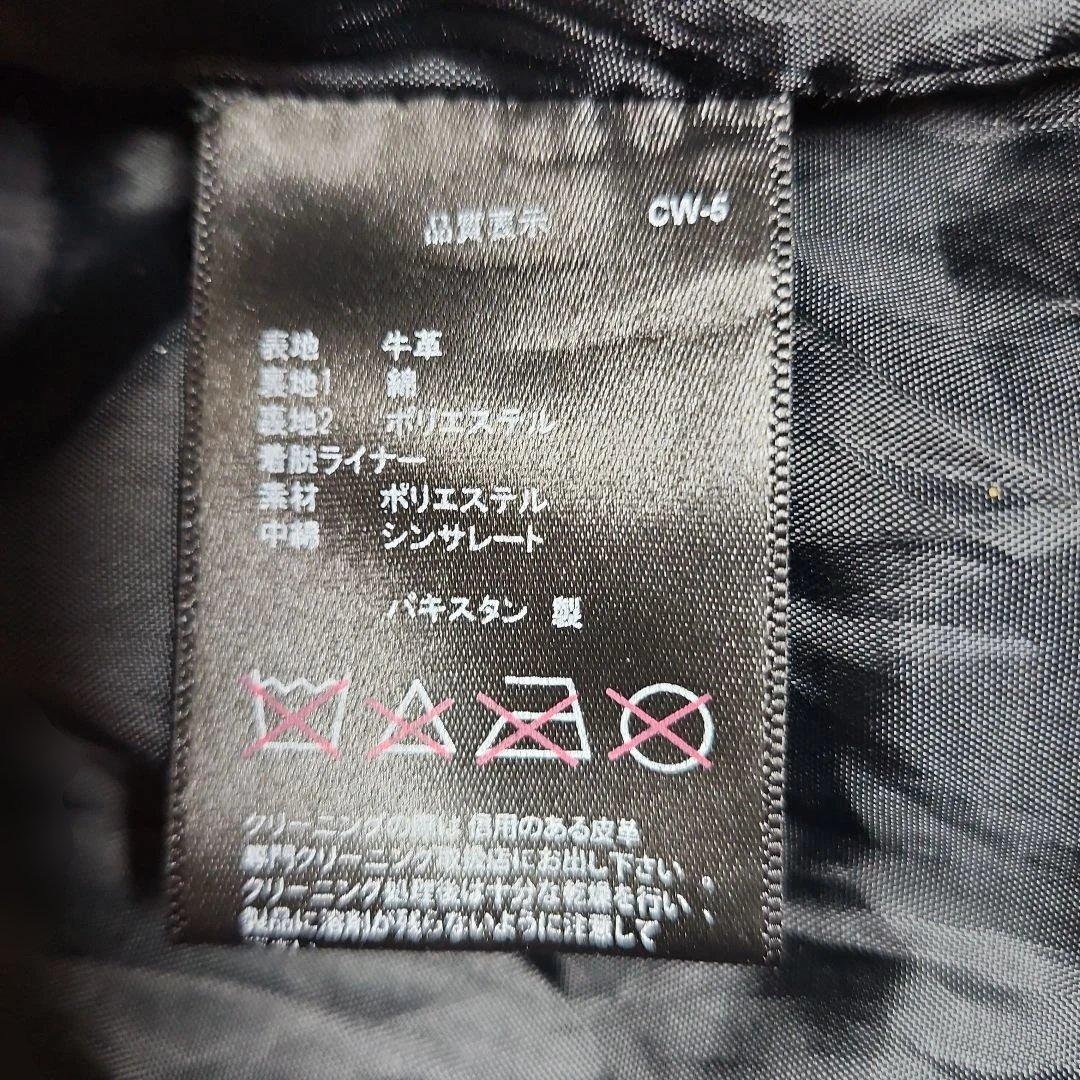 品質表示 CW-5
表地 牛革
裏地1 綿
裏地2 ポリエステル
着脱ライナー
素材 ポリエステル
中綿 シンサレート
パキスタン 製
クリーニングの際は 信用のある皮革
専門クリーニング取扱店にお出し下さい。
クリーニング処理後は十分な乾燥を行い、
製品に溶剤が残らないように注意して